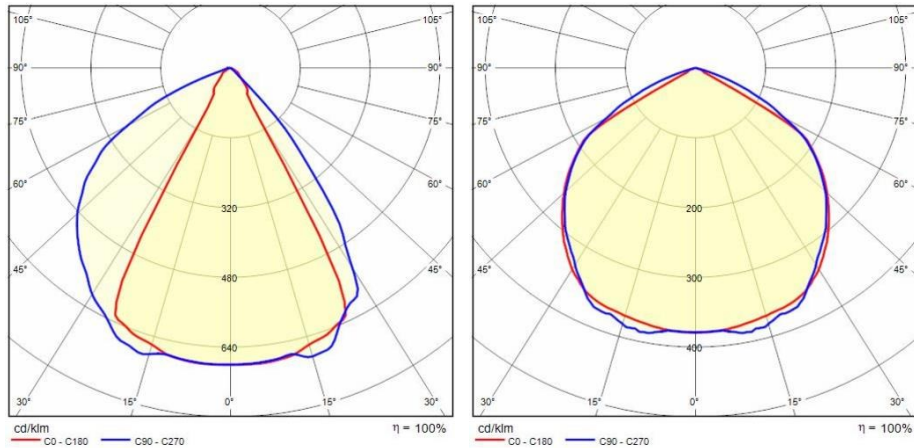 105° 105° 105° 105°
90° 90° 90° 90°
75° 75° 75° 75°
60° 60° 60° 60°
320 200
45° 45° 45° 45°
480 300
640 400
30° 15° 0° 15° 30° 30° 15° 0° 15° 30°
cd/klm η = 100% cd/klm η = 100%
C0 - C180 C90 - C270 C0 - C180 C90 - C270